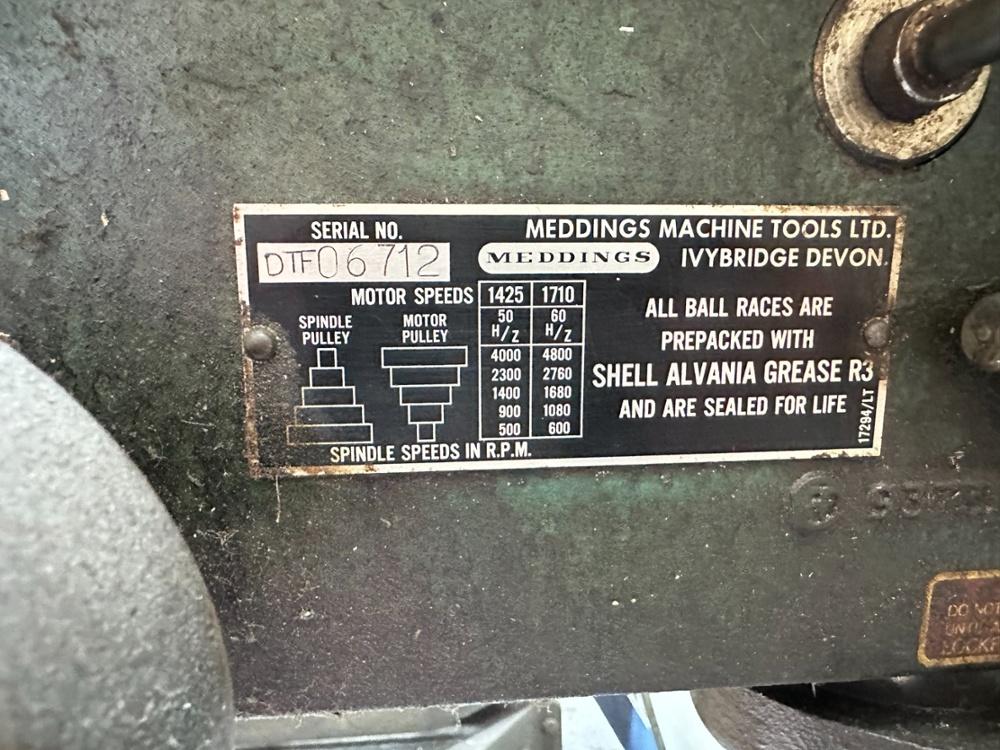 SERIAL NO.
DTF06712
MEDDINGS MACHINE TOOLS LTD.
MEDDINGS
IVYBRIDGE DEVON.
MOTOR SPEEDS 1425 1710
SPINDLE PULLEY
MOTOR PULLEY
50 H/Z
60 H/Z
4000 4800
2300 2760
1400 1680
900 1080
500 600
SPINDLE SPEEDS IN R.P.M.
ALL BALL RACES ARE
PREPACKED WITH
SHELL ALVANIA GREASE R3
AND ARE SEALED FOR LIFE
17294/LT
DO NOT